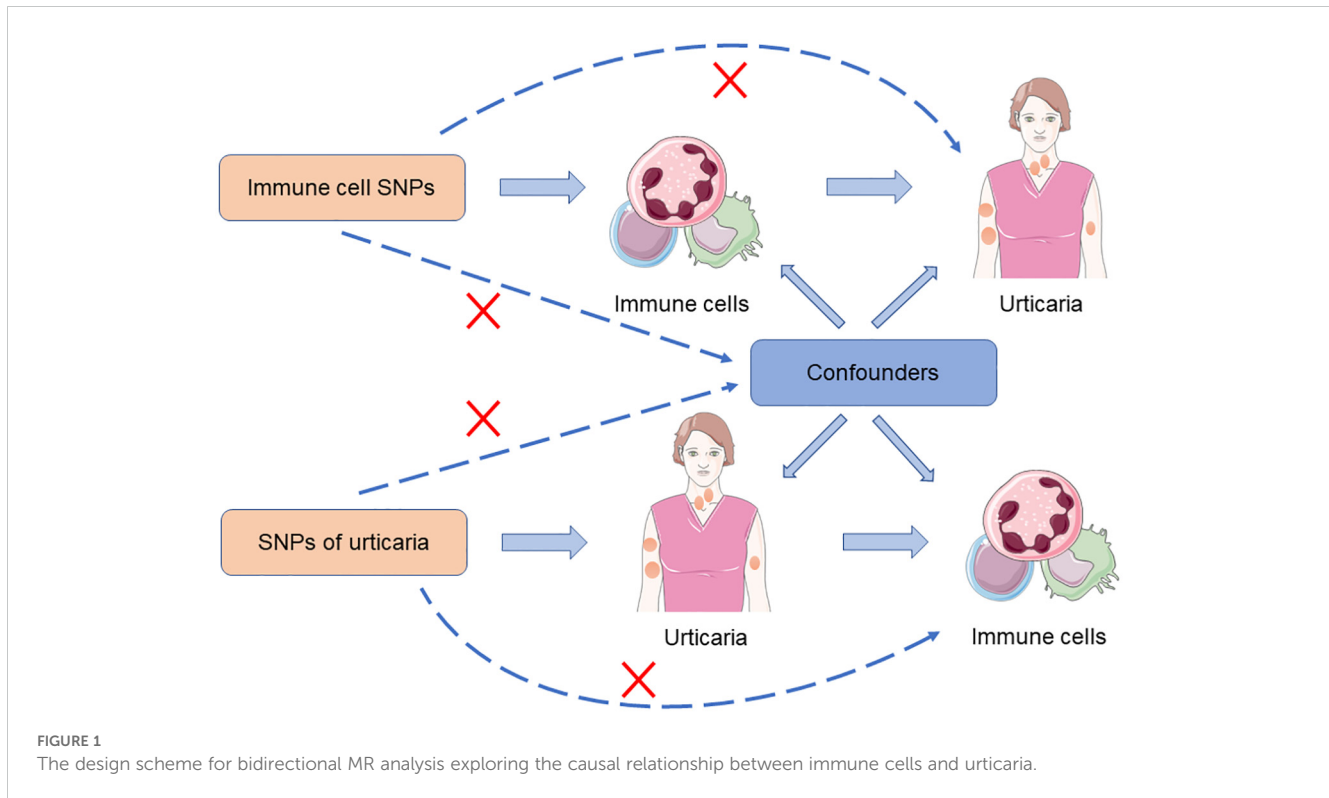 Immune cell SNPs
Immune cells
Urticaria
Confounders
SNPs of urticaria
Urticaria
Immune cells
FIGURE 1
The design scheme for bidirectional MR analysis exploring the causal relationship between immune cells and urticaria.